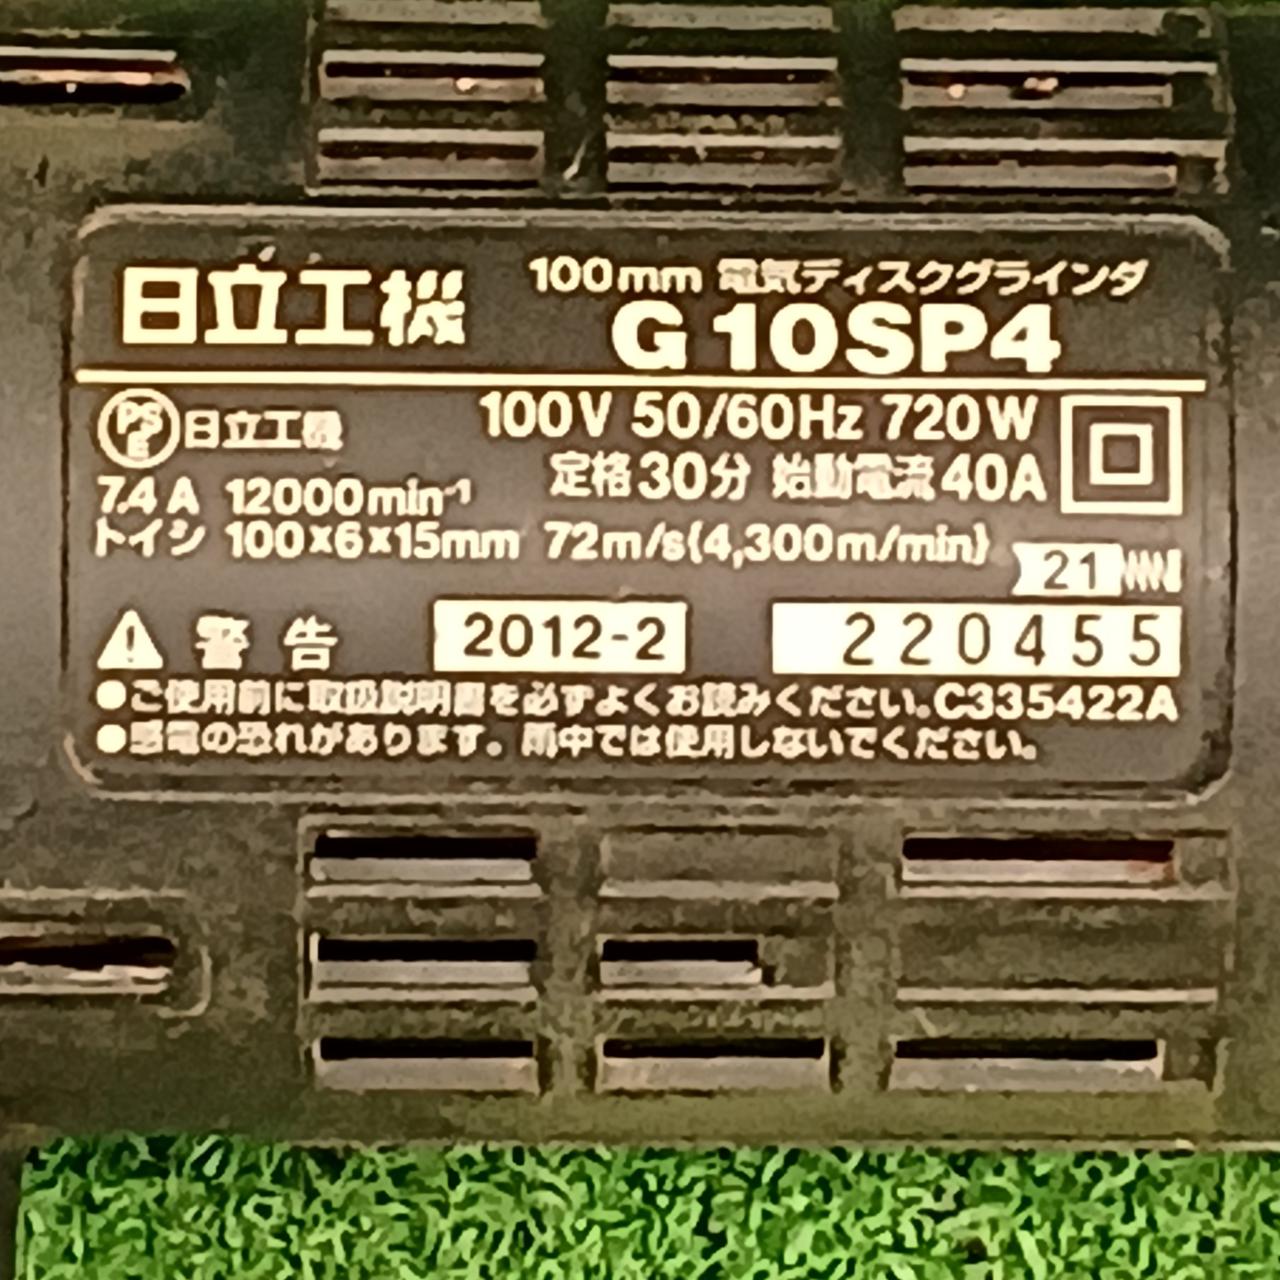 日立工機
100mm 電気ディスクグラインダ
G10SP4
PSE 日立工機 100V 50/60Hz 720W
定格30分 始動電流40A
7.4A 12000min-1
トイシ 100×6×15mm 72m/s(4,300m/min)
21
警告 2012-2 220455
●ご使用前に取扱説明書を必ずよくお読みください。C335422A
●感電の恐れがあります。雨中では使用しないでください。